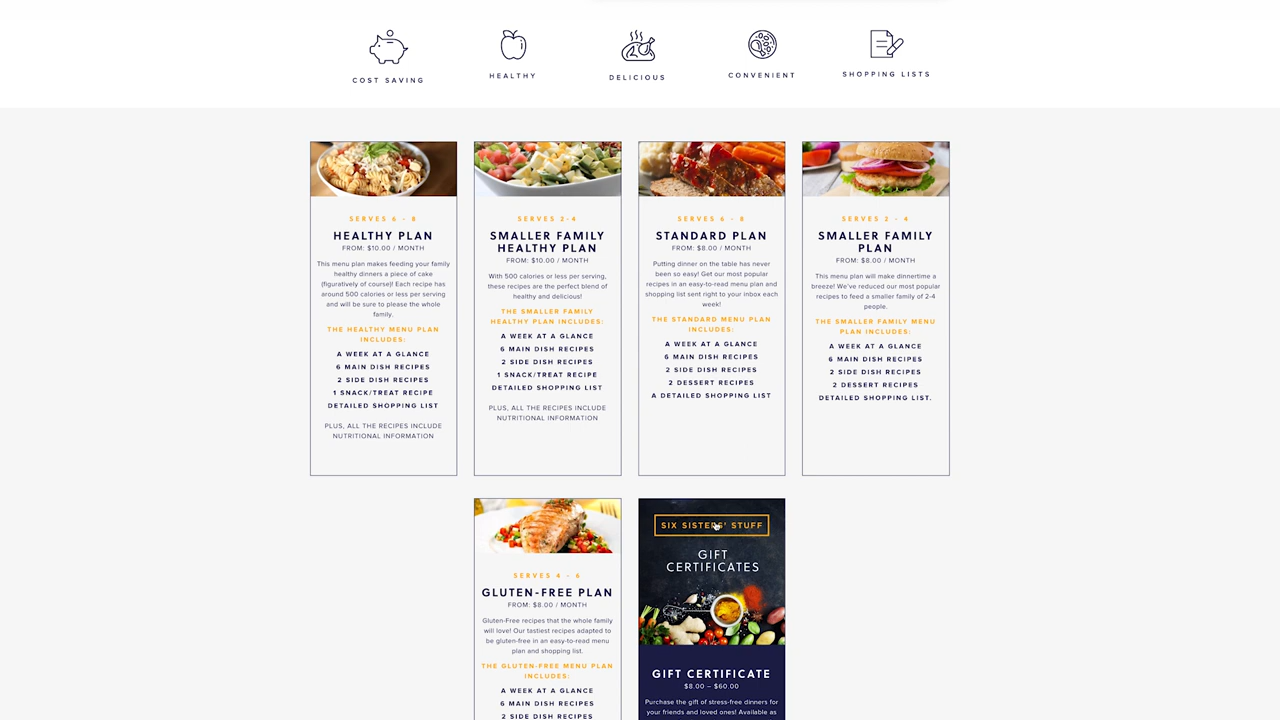 COST SAVING
HEALTHY
DELICIOUS
CONVENIENT
SHOPPING LISTS
SERVES 6 - 8
HEALTHY PLAN
FROM: $10.00 / MONTH
This menu plan makes feeding your family
healthy dinners a piece of cake
(figuratively of course)! Each recipe has
around 500 calories or less per serving
and will be sure to please the whole
family.
THE HEALTHY MENU PLAN
INCLUDES:
A WEEK AT A GLANCE
6 MAIN DISH RECIPES
2 SIDE DISH RECIPES
1 SNACK/TREAT RECIPE
DETAILED SHOPPING LIST
PLUS, ALL THE RECIPES INCLUDE
NUTRITIONAL INFORMATION
SERVES 2-4
SMALLER FAMILY
HEALTHY PLAN
FROM: $10.00 / MONTH
With 500 calories or less per serving,
these recipes are the perfect blend of
healthy and delicious!
THE SMALLER FAMILY
HEALTHY PLAN INCLUDES:
A WEEK AT A GLANCE
6 MAIN DISH RECIPES
2 SIDE DISH RECIPES
1 SNACK/TREAT RECIPE
DETAILED SHOPPING LIST
PLUS, ALL THE RECIPES INCLUDE
NUTRITIONAL INFORMATION
SERVES 6 - 8
STANDARD PLAN
FROM: $8.00 / MONTH
Putting dinner on the table has never
been so easy! Get our most popular
recipes in an easy-to-read menu plan and
shopping list sent right to your inbox each
week!
THE STANDARD MENU PLAN
INCLUDES:
A WEEK AT A GLANCE
6 MAIN DISH RECIPES
2 SIDE DISH RECIPES
2 DESSERT RECIPES
A DETAILED SHOPPING LIST
SERVES 2 - 4
SMALLER FAMILY
PLAN
FROM: $8.00 / MONTH
This menu plan will make dinnertime a
breeze! We've reduced our most popular
recipes to feed a smaller family of 2-4
people.
THE SMALLER FAMILY MENU
PLAN INCLUDES:
A WEEK AT A GLANCE
6 MAIN DISH RECIPES
2 SIDE DISH RECIPES
2 DESSERT RECIPES
DETAILED SHOPPING LIST.
SERVES 4 - 6
GLUTEN-FREE PLAN
FROM: $8.00 / MONTH
Gluten-Free recipes that the whole family
will love! Our tastiest recipes adapted to
be gluten-free in an easy-to-read menu
plan and shopping list.
THE GLUTEN-FREE MENU PLAN
INCLUDES:
A WEEK AT A GLANCE
6 MAIN DISH RECIPES
2 SIDE DISH RECIPES
SIX SISTERS' STUFF
GIFT
CERTIFICATES
GIFT CERTIFICATE
$8.00 – $60.00
Purchase the gift of stress-free dinners for
your friends and loved ones! Available as